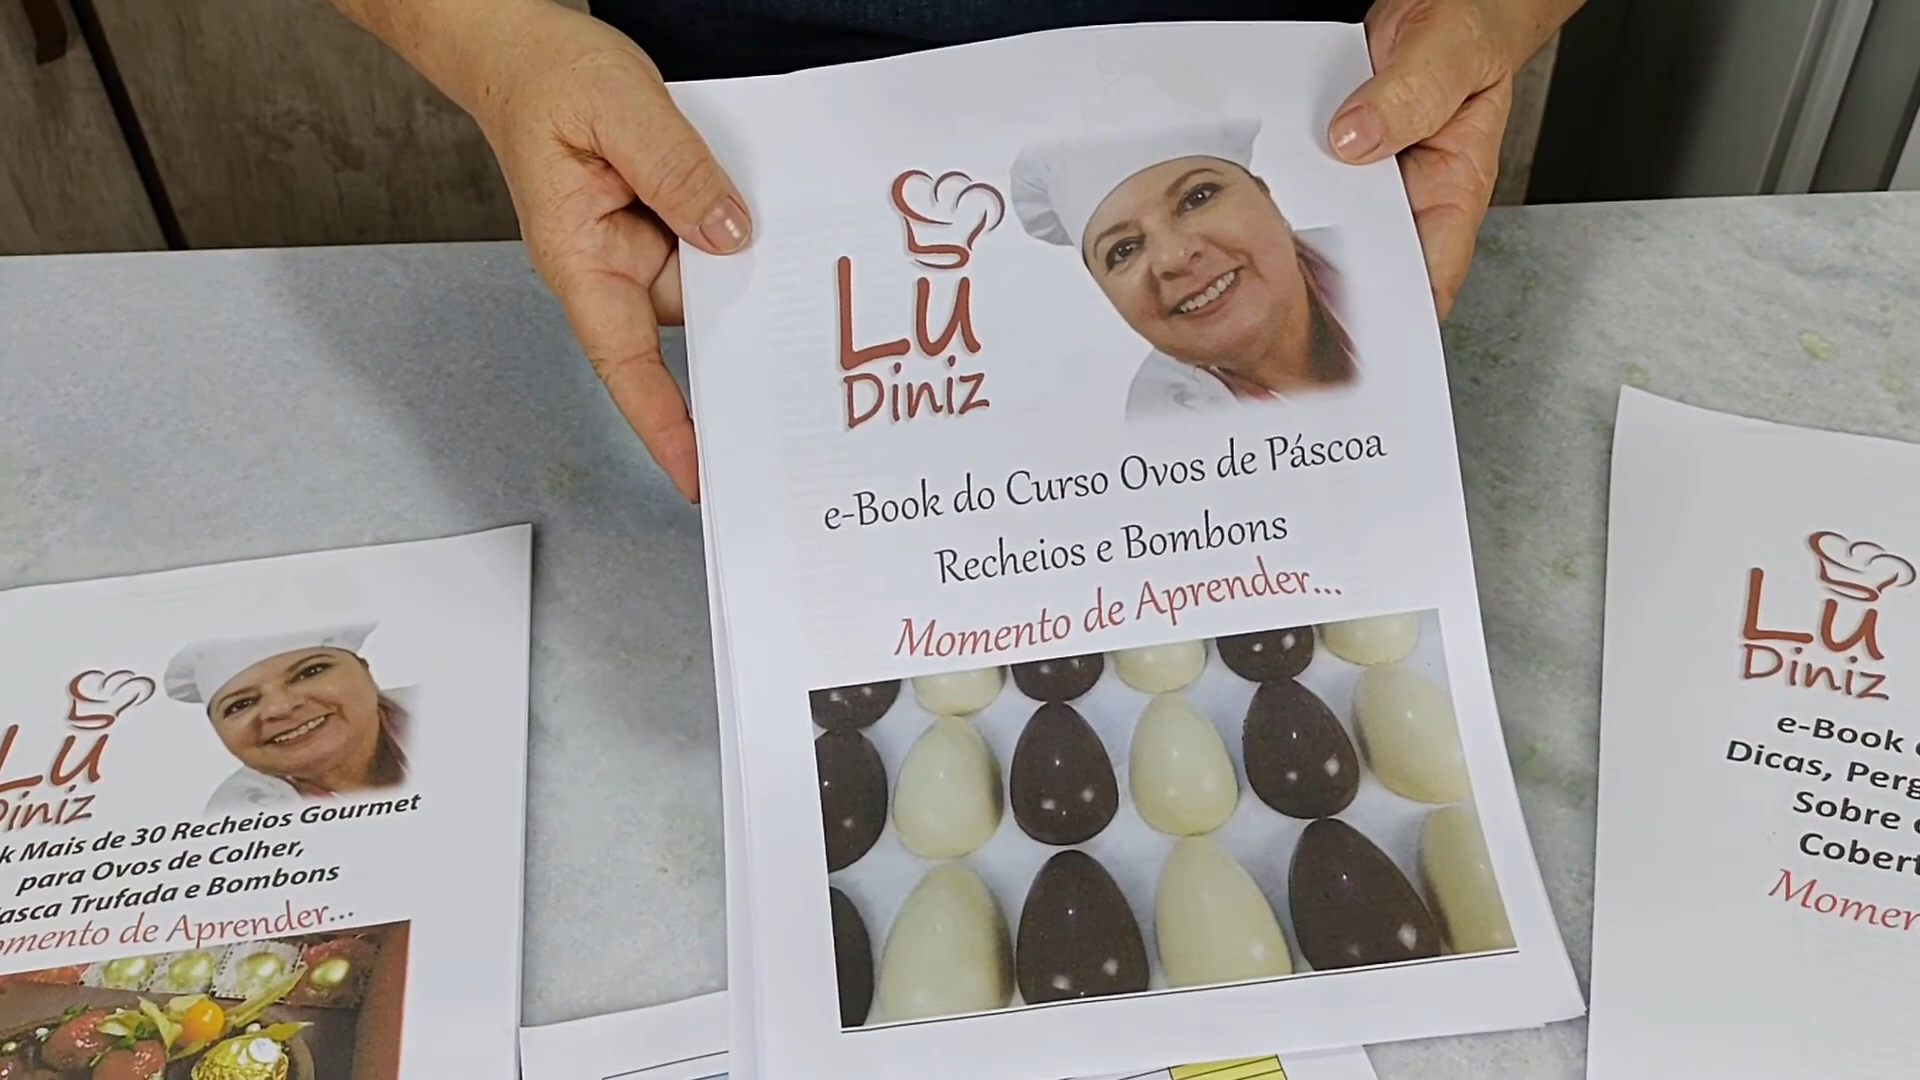 Lu
Diniz
e-Book do Curso Ovos de Páscoa
Recheios e Bombons
Momento de Aprender...
Lu
Diniz
Mais de 30 Recheios Gourmet
para Ovos de Colher,
Trufada e Bombons
de Aprender...
Lu
Diniz
e-Book
Dicas,
Sobre